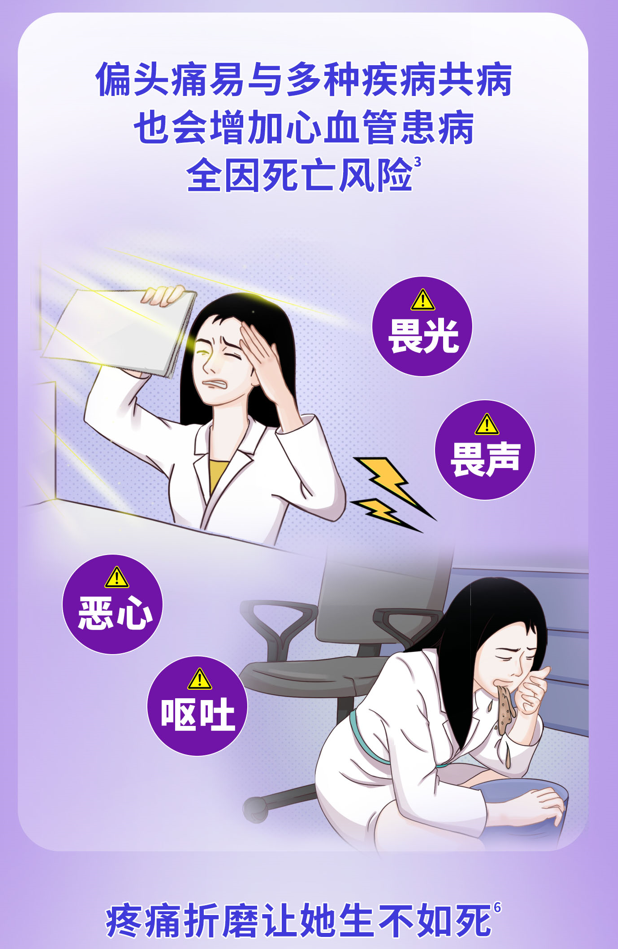 偏头痛易与多种疾病共病
也会增加心血管患病
全因死亡风险3
畏光
畏声
恶心
呕吐
疼痛折磨让她生不如死6